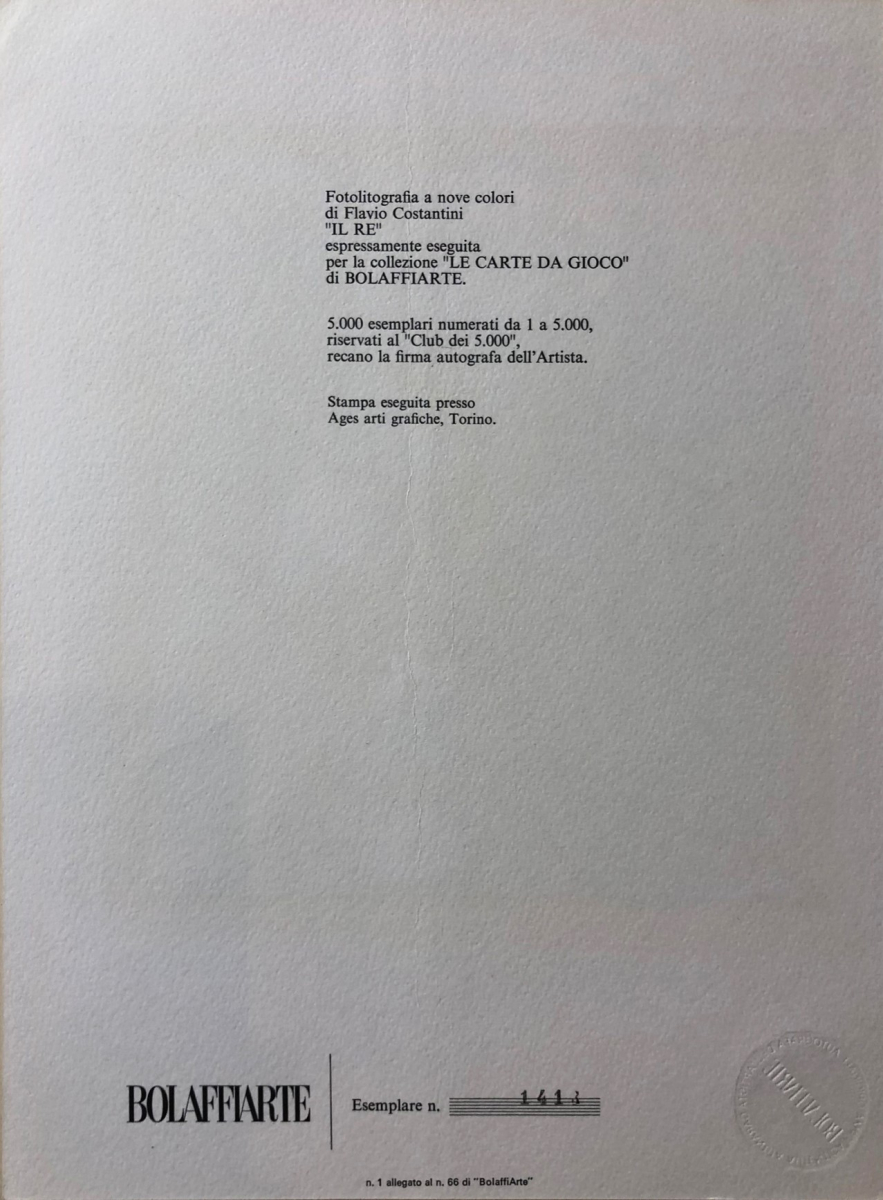 Fotolitografia a nove colori
di Flavio Costantini
"IL RE"
espressamente eseguita
per la collezione "LE CARTE DA GIOCO"
di BOLAFFIARTE.
5.000 esemplari numerati da 1 a 5.000,
riservati al "Club dei 5.000",
recano la firma autografa dell'Artista.
Stampa eseguita presso
Ages arti grafiche, Torino.
BOLAFFIARTE
Esemplare n. 1413
n. 1 allegato al n. 66 di "BolaffiArte"